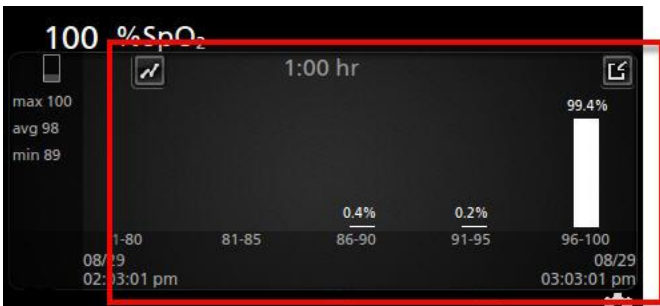 100 %SpO₂
1:00 hr
max 100
avg 98
min 89
99.4%
0.4% 0.2%
1-80 81-85 86-90 91-95 96-100
08/29 08/29
02:03:01 pm 03:03:01 pm